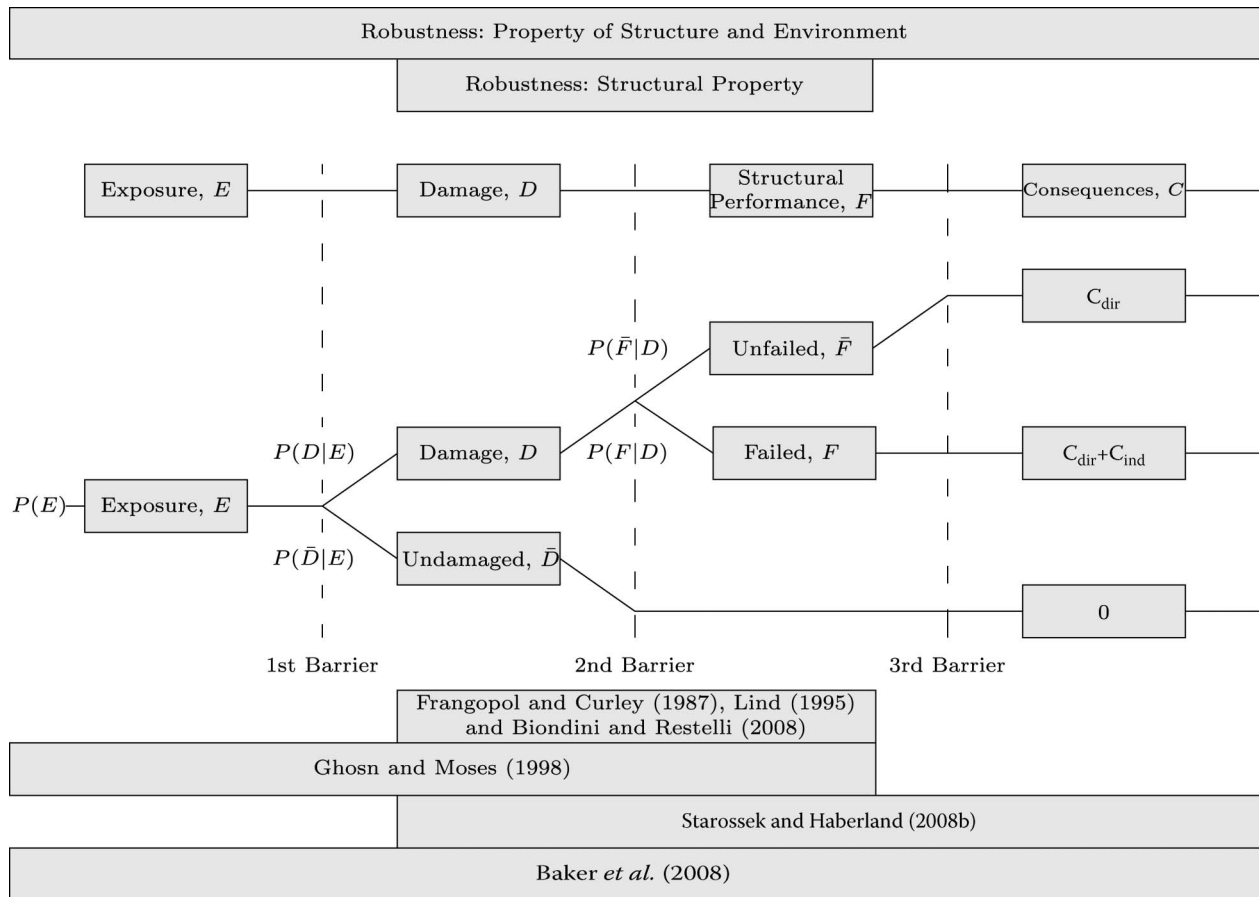 Robustness: Property of Structure and Environment
Robustness: Structural Property
Exposure, E
Damage, D
Structural
Performance, F
Consequences, C
C_dir
P(F̄|D)
Unfailed, F̄
P(D|E)
Damage, D
P(F|D)
Failed, F
C_dir+C_ind
P(E)
Exposure, E
P(D̄|E)
Undamaged, D̄
0
1st Barrier
2nd Barrier
3rd Barrier
Frangopol and Curley (1987), Lind (1995)
and Biondini and Restelli (2008)
Ghosn and Moses (1998)
Starossek and Haberland (2008b)
Baker et al. (2008)